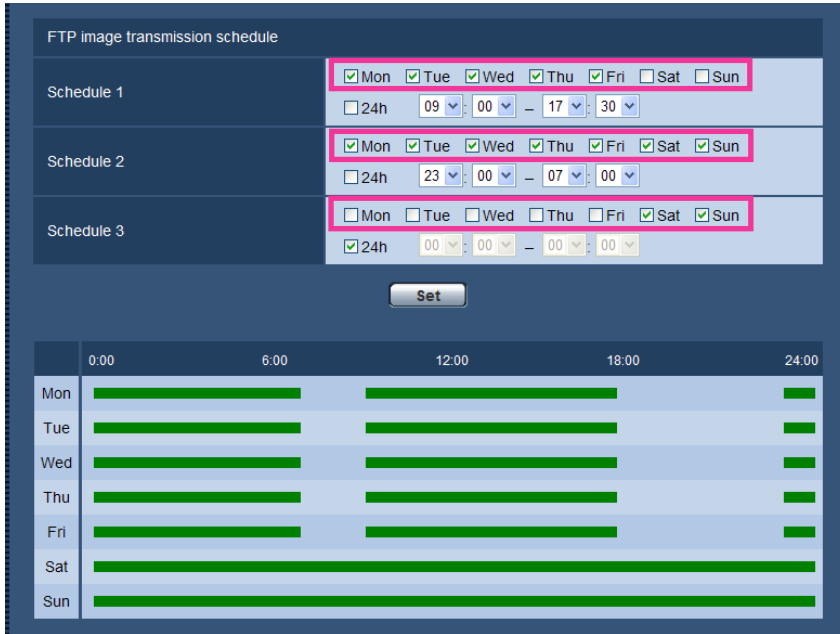 FTP image transmission schedule
Schedule 1
Mon Tue Wed Thu Fri Sat Sun
24h 09 : 00 – 17 : 30
Schedule 2
Mon Tue Wed Thu Fri Sat Sun
24h 23 : 00 – 07 : 00
Schedule 3
Mon Tue Wed Thu Fri Sat Sun
24h 00 : 00 – 00 : 00
Set
0:00 6:00 12:00 18:00 24:00
Mon
Tue
Wed
Thu
Fri
Sat
Sun